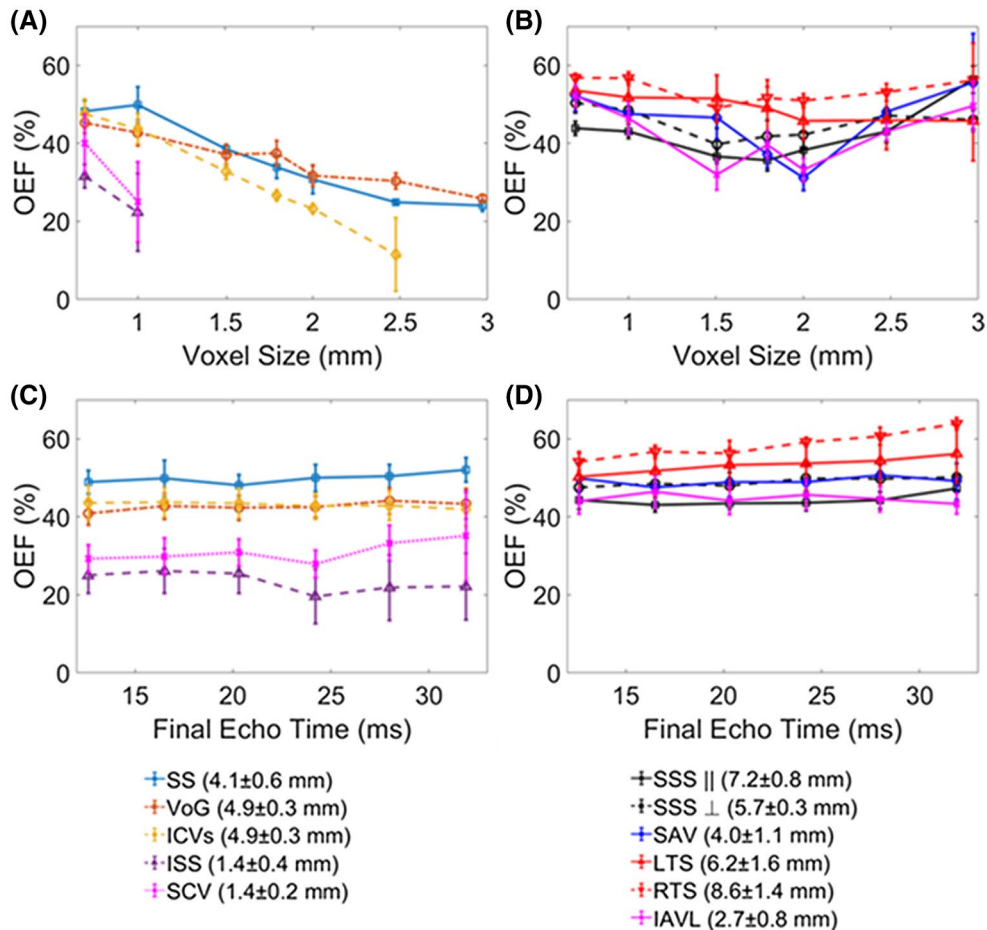 (A)
60
40
20
0
OEF (%)
1
1.5
2
2.5
3
Voxel Size (mm)
(B)
60
40
20
0
OEF (%)
1
1.5
2
2.5
3
Voxel Size (mm)
(C)
60
40
20
0
OEF (%)
15
20
25
30
Final Echo Time (ms)
(D)
60
40
20
0
OEF (%)
15
20
25
30
Final Echo Time (ms)
SS (4.1±0.6 mm)
VoG (4.9±0.3 mm)
ICVs (4.9±0.3 mm)
ISS (1.4±0.4 mm)
SCV (1.4±0.2 mm)
SSS || (7.2±0.8 mm)
SSS ⊥ (5.7±0.3 mm)
SAV (4.0±1.1 mm)
LTS (6.2±1.6 mm)
RTS (8.6±1.4 mm)
IAVL (2.7±0.8 mm)